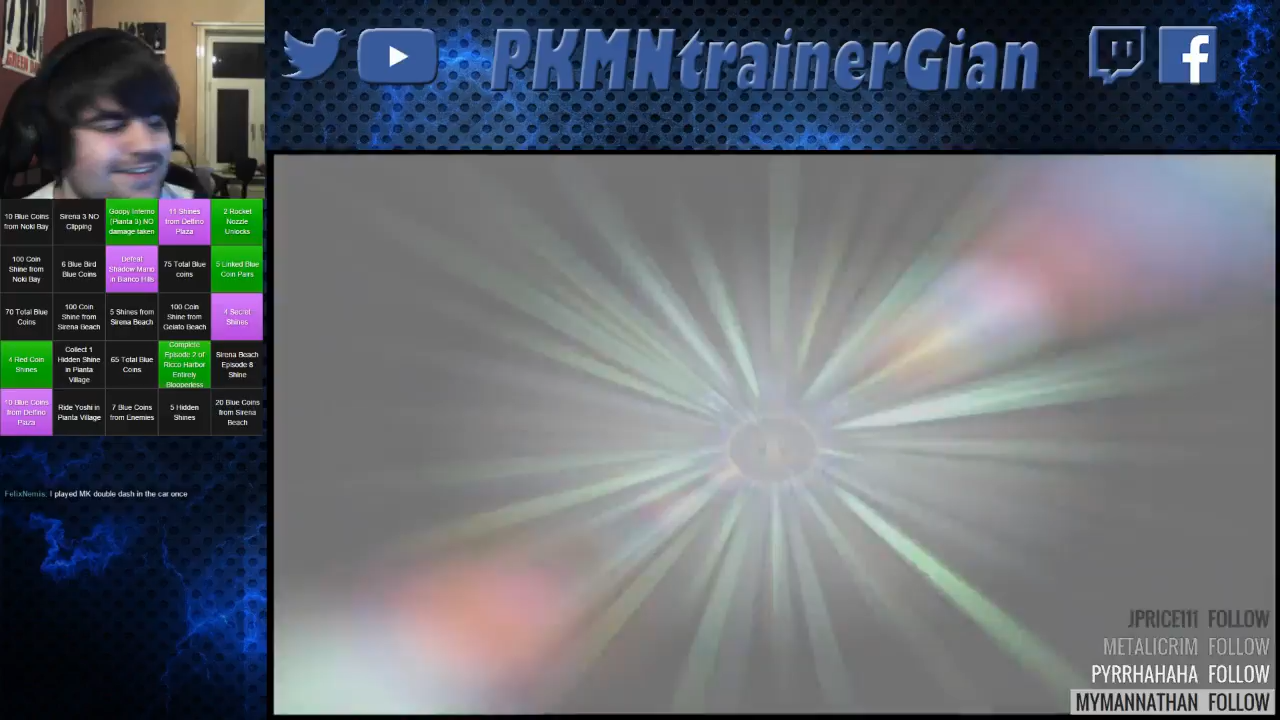 PKMNtrainerGian
10 Blue Coins
from Noki Bay
Sirena 3 NO
Clipping
Goopy Inferno
(Pianta 3) NO
damage taken
11 Shines
from Delfino
Plaza
2 Rocket
Nozzle
Unlocks
100 Coin
Shine from
Noki Bay
6 Blue Bird
Blue Coins
Defeat
Shadow Mario
in Bianco Hills
75 Total Blue
coins
5 Linked Blue
Coin Pairs
70 Total Blue
Coins
100 Coin
Shine from
Sirena Beach
5 Shines from
Sirena Beach
100 Coin
Shine from
Gelato Beach
4 Secret
Shines
4 Red Coin
Shines
Collect 1
Hidden Shine
in Pianta
Village
65 Total Blue
Coins
Complete
Episode 2 of
Ricco Harbor
Entirely
Blooperless
Sirena Beach
Episode 8
Shine
10 Blue Coins
from Delfino
Plaza
Ride Yoshi in
Pianta Village
7 Blue Coins
from Enemies
5 Hidden
Shines
20 Blue Coins
from Sirena
Beach
FelixNemis: I played MK double dash in the car once
JPRICE111 FOLLOW
METALICRIM FOLLOW
PYRRHAHAHA FOLLOW
MYMANNATHAN FOLLOW